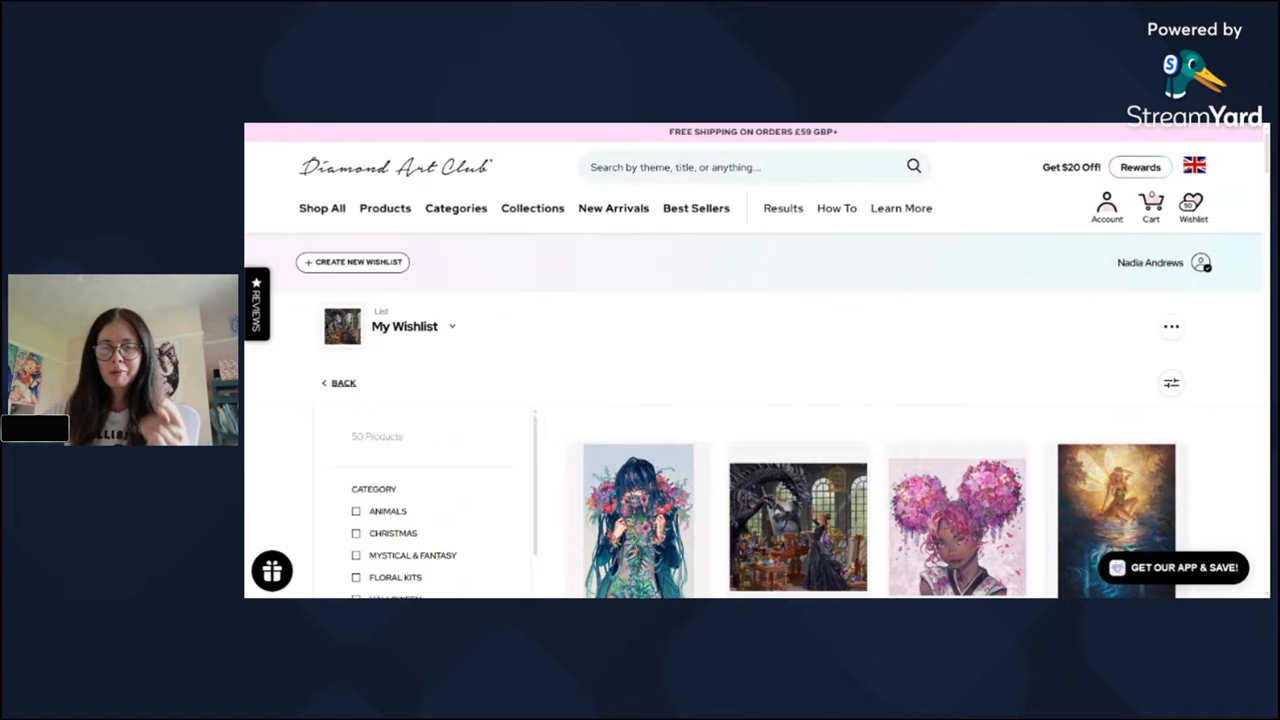 Powered by
StreamYard
FREE SHIPPING ON ORDERS £59 GBP+
Diamond Art Club
Search by theme, title, or anything...
Get $20 Off!
Rewards
Shop All
Products
Categories
Collections
New Arrivals
Best Sellers
Results
How To
Learn More
0
50
Account
Cart
Wishlist
+ CREATE NEW WISHLIST
Nadia Andrews
★ REVIEWS
List
My Wishlist
< BACK
50 Products
CATEGORY
ANIMALS
CHRISTMAS
MYSTICAL & FANTASY
FLORAL KITS
GET OUR APP & SAVE!